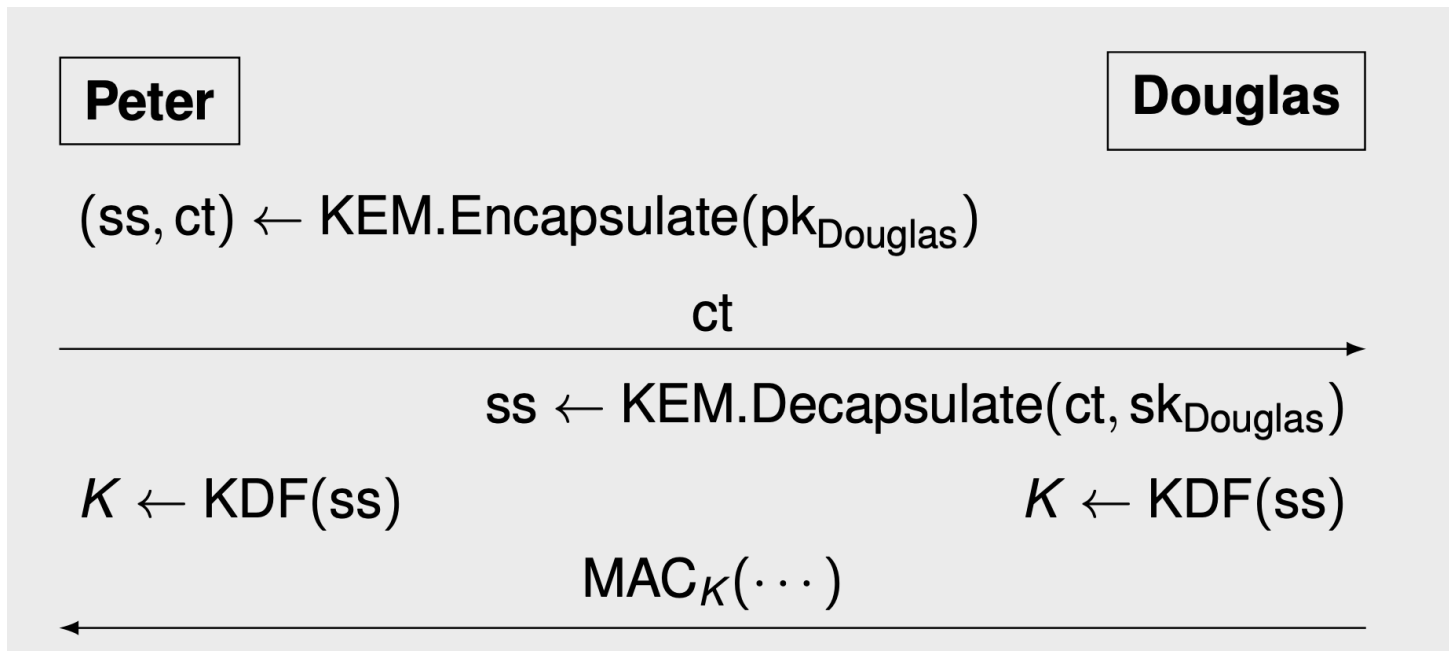 Peter
Douglas
(ss, ct) ← KEM.Encapsulate(pk_Douglas)
ct
ss ← KEM.Decapsulate(ct, sk_Douglas)
K ← KDF(ss)
K ← KDF(ss)
MAC_K(⋯)